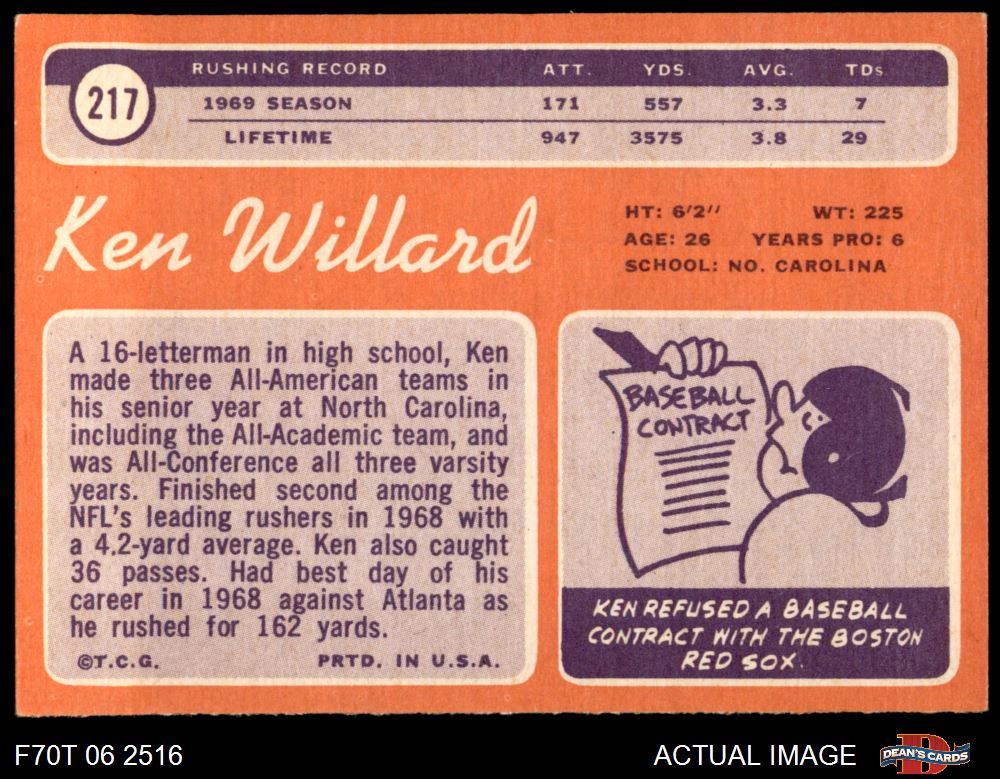 217
RUSHING RECORD ATT. YDS. AVG. TDs
1969 SEASON 171 557 3.3 7
LIFETIME 947 3575 3.8 29
Ken Willard
HT: 6'2" WT: 225
AGE: 26 YEARS PRO: 6
SCHOOL: NO. CAROLINA
A 16-letterman in high school, Ken
made three All-American teams in
his senior year at North Carolina,
including the All-Academic team, and
was All-Conference all three varsity
years. Finished second among the
NFL's leading rushers in 1968 with
a 4.2-yard average. Ken also caught
36 passes. Had best day of his
career in 1968 against Atlanta as
he rushed for 162 yards.
©T.C.G. PRTD. IN U.S.A.
BASEBALL
CONTRACT
KEN REFUSED A BASEBALL
CONTRACT WITH THE BOSTON
RED SOX.
F70T 06 2516 ACTUAL IMAGE DEAN'S CARDS